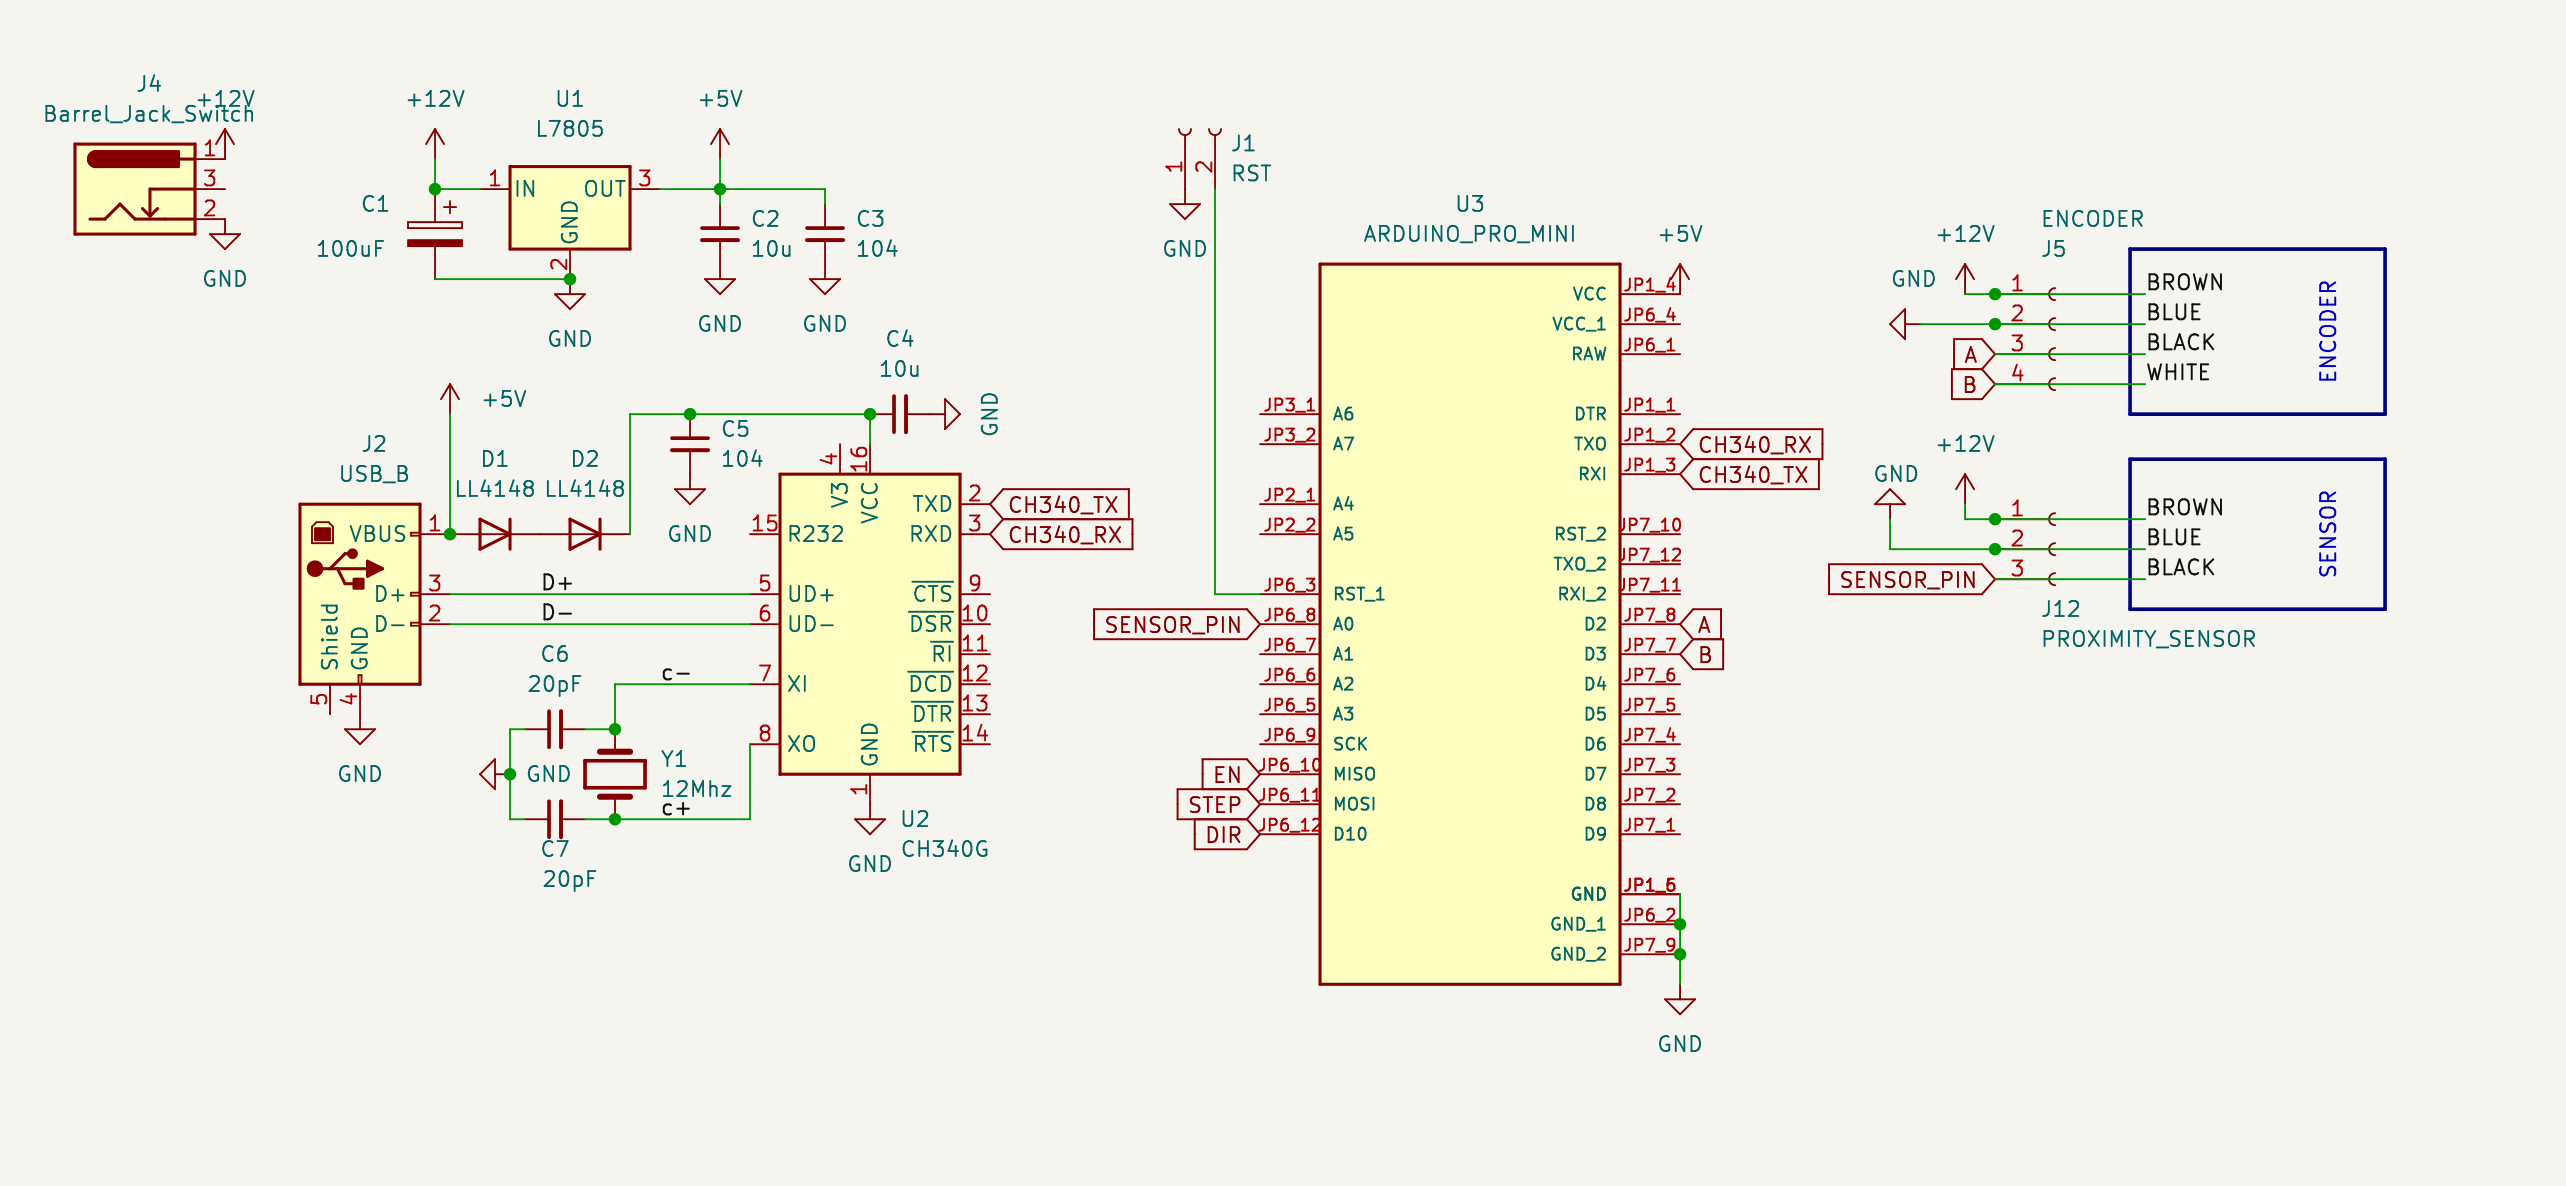 J4
Barrel_Jack_Switch
+12V
1
3
2
GND
+12V
C1
100uF
+
U1
L7805
1
IN
OUT
3
GND
2
GND
+5V
C2
10u
GND
C3
104
GND
+5V
J2
USB_B
VBUS
1
D+
3
D-
2
Shield
GND
5
4
GND
D1
LL4148
D2
LL4148
D+
D-
C5
104
GND
C4
10u
GND
4
16
V3
VCC
15
R232
5
UD+
6
UD-
7
XI
8
XO
GND
1
GND
TXD
2
CH340_TX
RXD
3
CH340_RX
CTS
9
DSR
10
RI
11
DCD
12
DTR
13
RTS
14
U2
CH340G
c-
c+
C6
20pF
GND
C7
20pF
Y1
12Mhz
1
2
J1
RST
GND
U3
ARDUINO_PRO_MINI
+5V
VCC
JP1_4
VCC_1
JP6_4
RAW
JP6_1
JP3_1
A6
JP3_2
A7
JP2_1
A4
JP2_2
A5
JP6_3
RST_1
SENSOR_PIN
JP6_8
A0
JP6_7
A1
JP6_6
A2
JP6_5
A3
JP6_9
SCK
EN
JP6_10
MISO
STEP
JP6_11
MOSI
DIR
JP6_12
D10
DTR
JP1_1
TXO
JP1_2
CH340_RX
RXI
JP1_3
CH340_TX
RST_2
JP7_10
TXO_2
JP7_12
RXI_2
JP7_11
D2
JP7_8
A
D3
JP7_7
B
D4
JP7_6
D5
JP7_5
D6
JP7_4
D7
JP7_3
D8
JP7_2
D9
JP7_1
GND
GND_1
JP6_2
GND_2
JP7_9
GND
ENCODER
J5
+12V
GND
1
BROWN
2
BLUE
A
3
BLACK
B
4
WHITE
ENCODER
+12V
GND
1
BROWN
2
BLUE
SENSOR_PIN
3
BLACK
SENSOR
J12
PROXIMITY_SENSOR